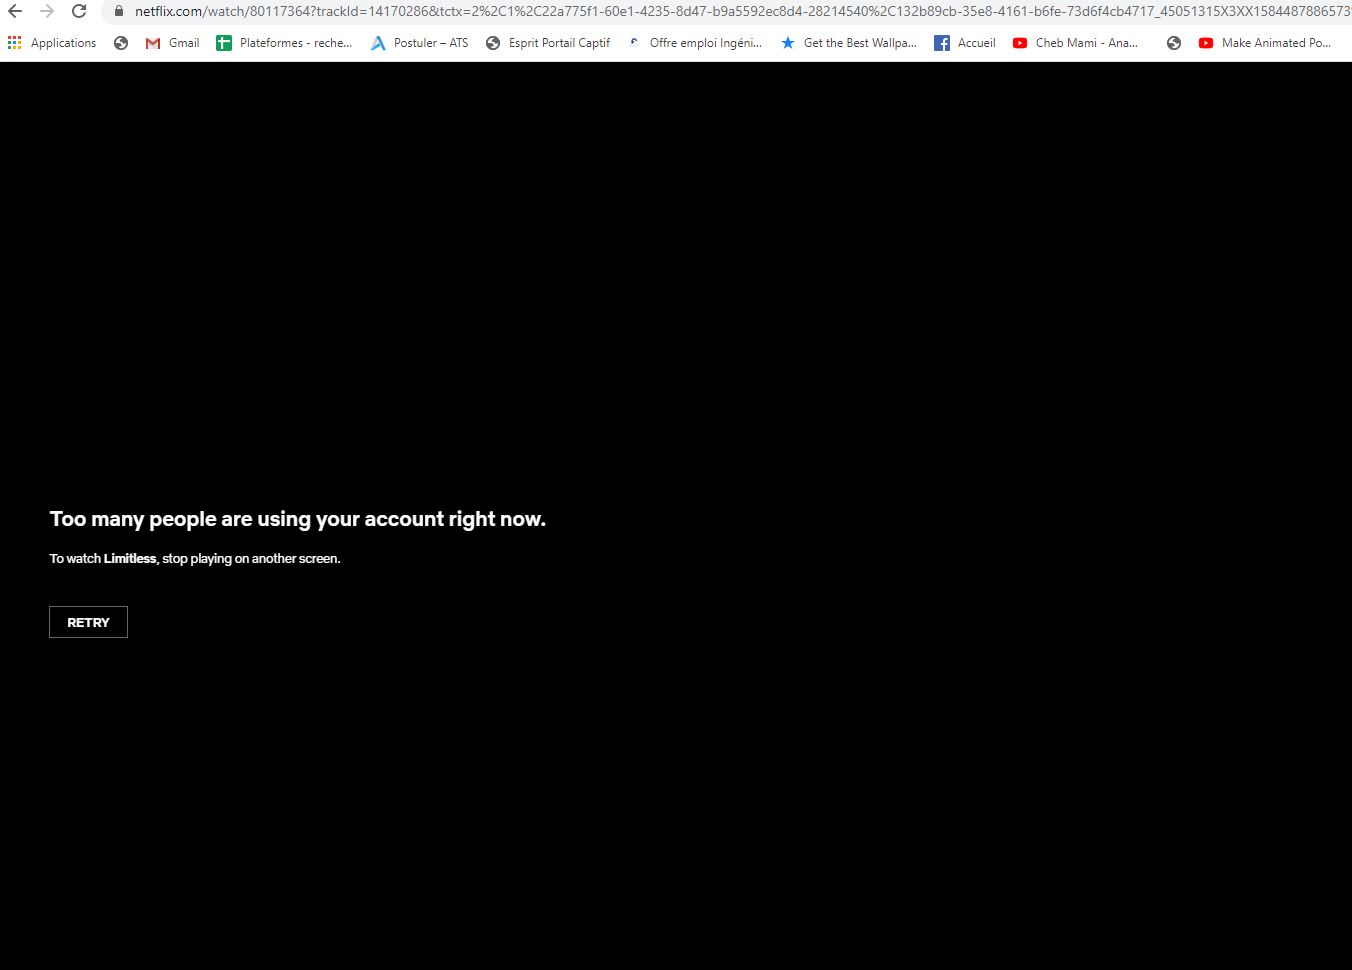 netflix.com/watch/80117364?trackId=14170286&tctx=2%2C1%2C22a775f1-60e1-4235-8d47-b9a5592ec8d4-28214540%2C132b89cb-35e8-4161-b6fe-73d6f4cb4717_45051315X3XX1584487886573
Applications Gmail Plateformes - reche... Postuler – ATS Esprit Portail Captif Offre emploi Ingéni... Get the Best Wallpa... Accueil Cheb Mami - Ana... Make Animated Po...
Too many people are using your account right now.
To watch Limitless, stop playing on another screen.
RETRY